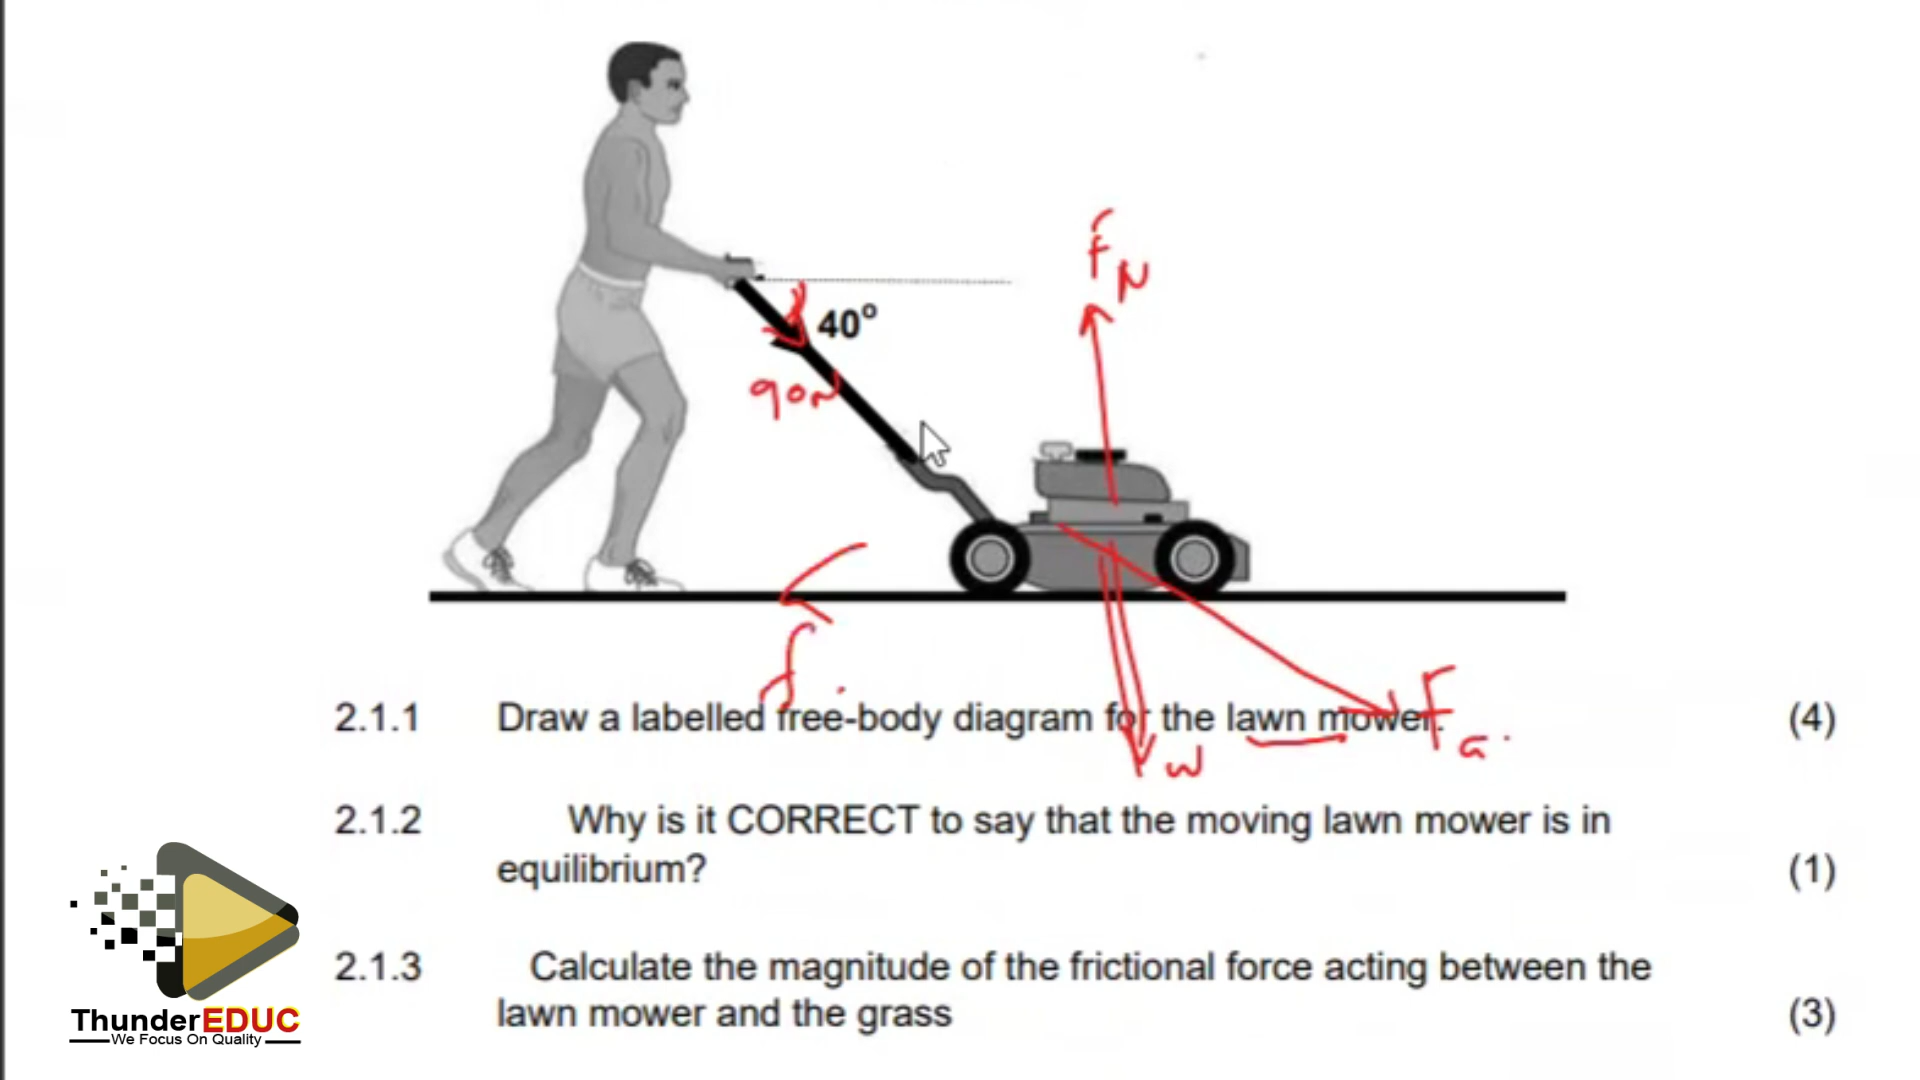 F N
40°
90N
f
2.1.1 Draw a labelled free-body diagram for the lawn mower. (4)
F a
W
2.1.2 Why is it CORRECT to say that the moving lawn mower is in
equilibrium? (1)
2.1.3 Calculate the magnitude of the frictional force acting between the
lawn mower and the grass (3)
ThunderEDUC
We Focus On Quality